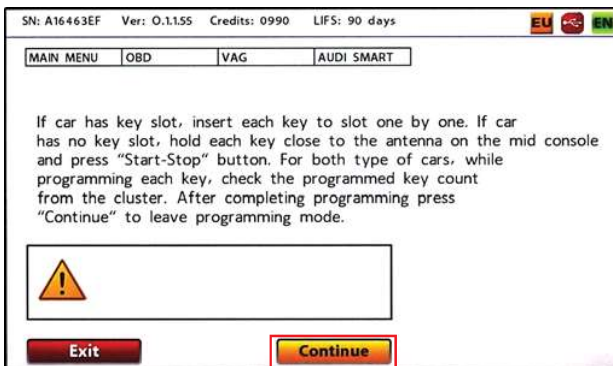 SN: A16463EF Ver: 0.1.1.55 Credits: 0990 LIFS: 90 days EU EN
MAIN MENU OBD VAG AUDI SMART
If car has key slot, insert each key to slot one by one. If car
has no key slot, hold each key close to the antenna on the mid console
and press "Start-Stop" button. For both type of cars, while
programming each key, check the programmed key count
from the cluster. After completing programming press
"Continue" to leave programming mode.
Exit Continue